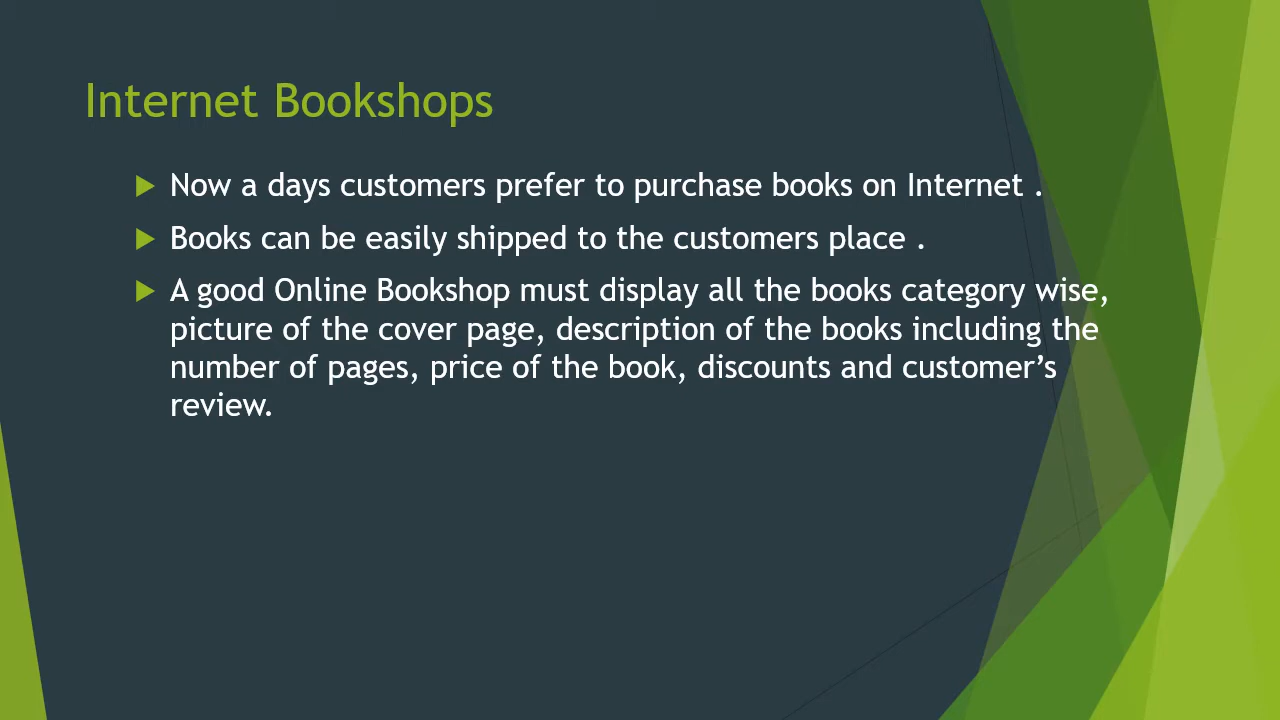 Internet Bookshops
Now a days customers prefer to purchase books on Internet .
Books can be easily shipped to the customers place .
A good Online Bookshop must display all the books category wise,
picture of the cover page, description of the books including the
number of pages, price of the book, discounts and customer’s
review.